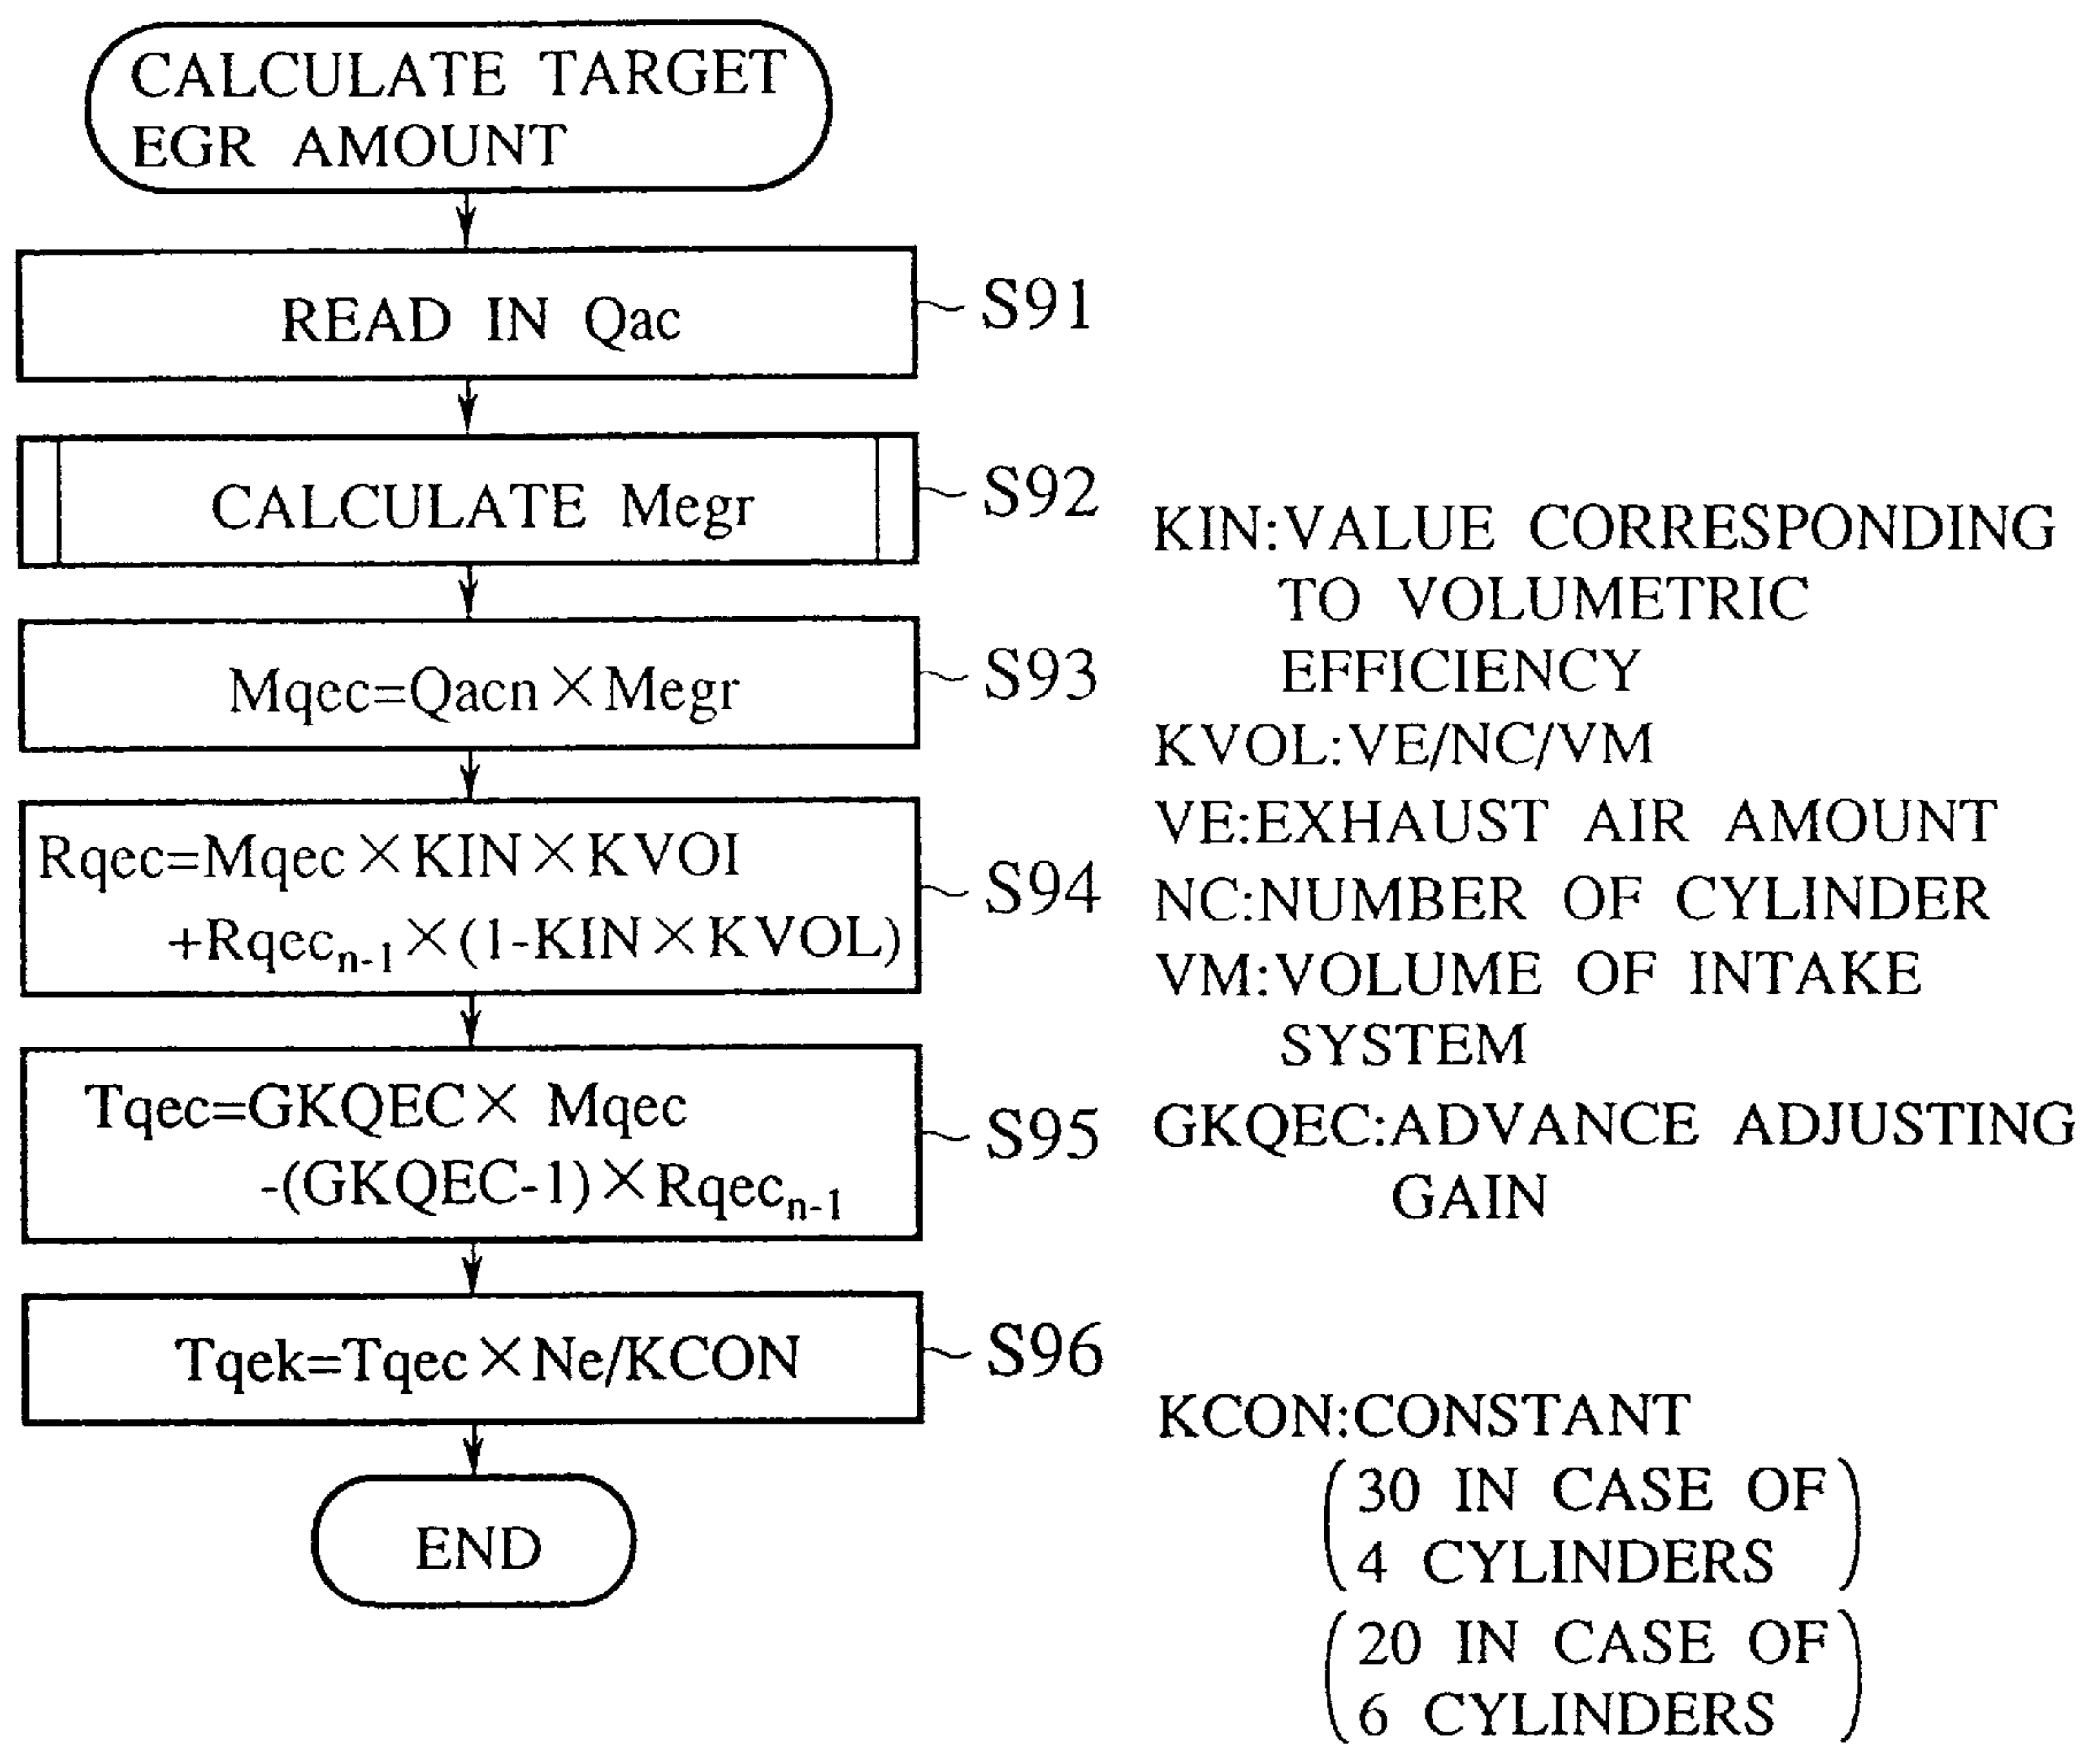 CALCULATE TARGET
EGR AMOUNT
READ IN Qac
S91
CALCULATE Megr
S92
Mqec=Qacn×Megr
S93
Rqec=Mqec×KIN×KVOI
+Rqecn-1×(1-KIN×KVOL)
S94
Tqec=GKQEC× Mqec
-(GKQEC-1)×Rqecn-1
S95
Tqek=Tqec×Ne/KCON
S96
END
KIN:VALUE CORRESPONDING
TO VOLUMETRIC
EFFICIENCY
KVOL:VE/NC/VM
VE:EXHAUST AIR AMOUNT
NC:NUMBER OF CYLINDER
VM:VOLUME OF INTAKE
SYSTEM
GKQEC:ADVANCE ADJUSTING
GAIN
KCON:CONSTANT
(30 IN CASE OF
4 CYLINDERS)
(20 IN CASE OF
6 CYLINDERS)